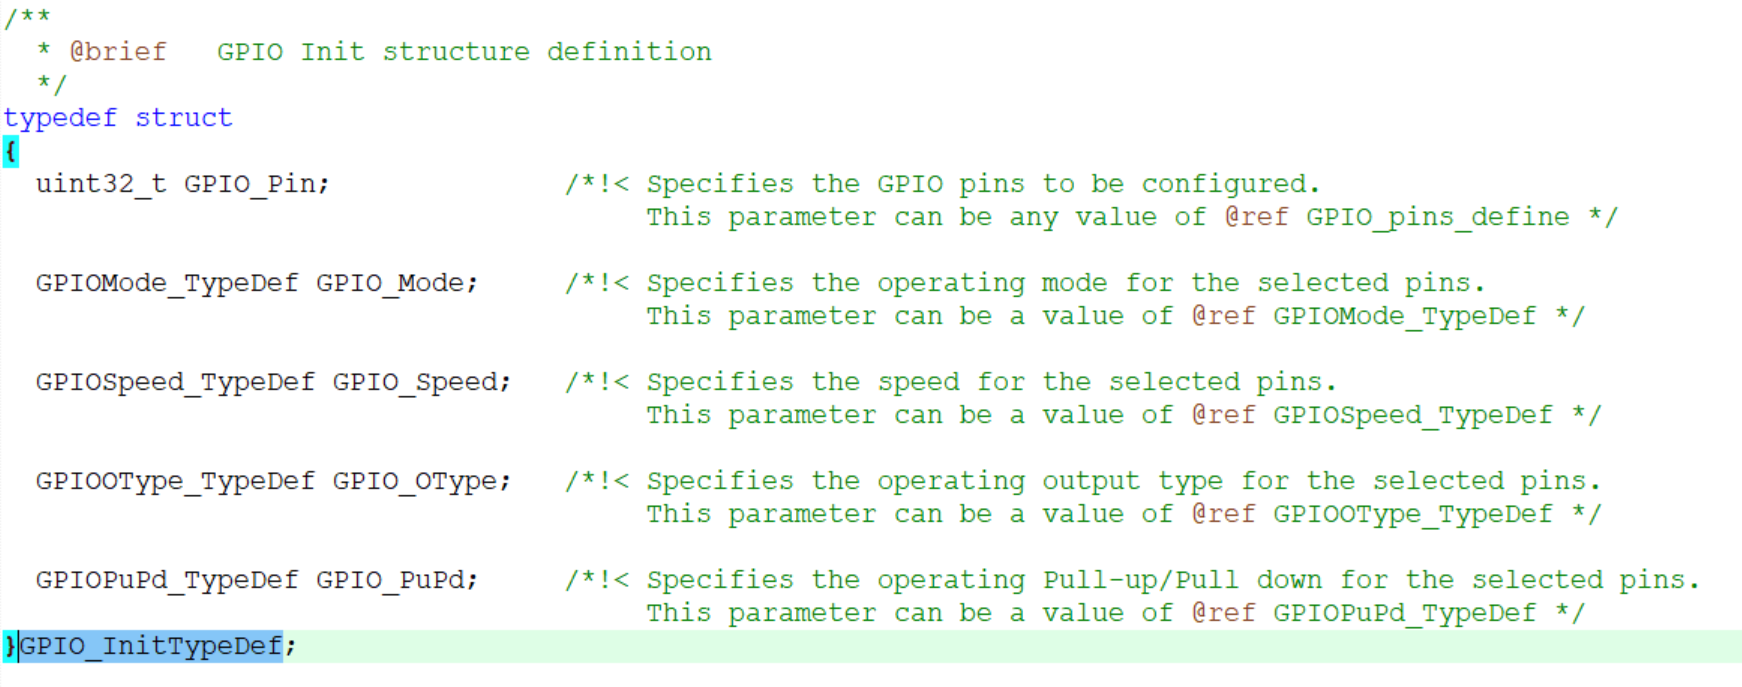 /**
  * @brief   GPIO Init structure definition
  */
typedef struct
{
  uint32_t GPIO_Pin;              /*!< Specifies the GPIO pins to be configured.
                                       This parameter can be any value of @ref GPIO_pins_define */
  GPIOMode_TypeDef GPIO_Mode;     /*!< Specifies the operating mode for the selected pins.
                                       This parameter can be a value of @ref GPIOMode_TypeDef */
  GPIOSpeed_TypeDef GPIO_Speed;   /*!< Specifies the speed for the selected pins.
                                       This parameter can be a value of @ref GPIOSpeed_TypeDef */
  GPIOOType_TypeDef GPIO_OType;   /*!< Specifies the operating output type for the selected pins.
                                       This parameter can be a value of @ref GPIOOType_TypeDef */
  GPIOPuPd_TypeDef GPIO_PuPd;     /*!< Specifies the operating Pull-up/Pull down for the selected pins.
                                       This parameter can be a value of @ref GPIOPuPd_TypeDef */
}GPIO_InitTypeDef;